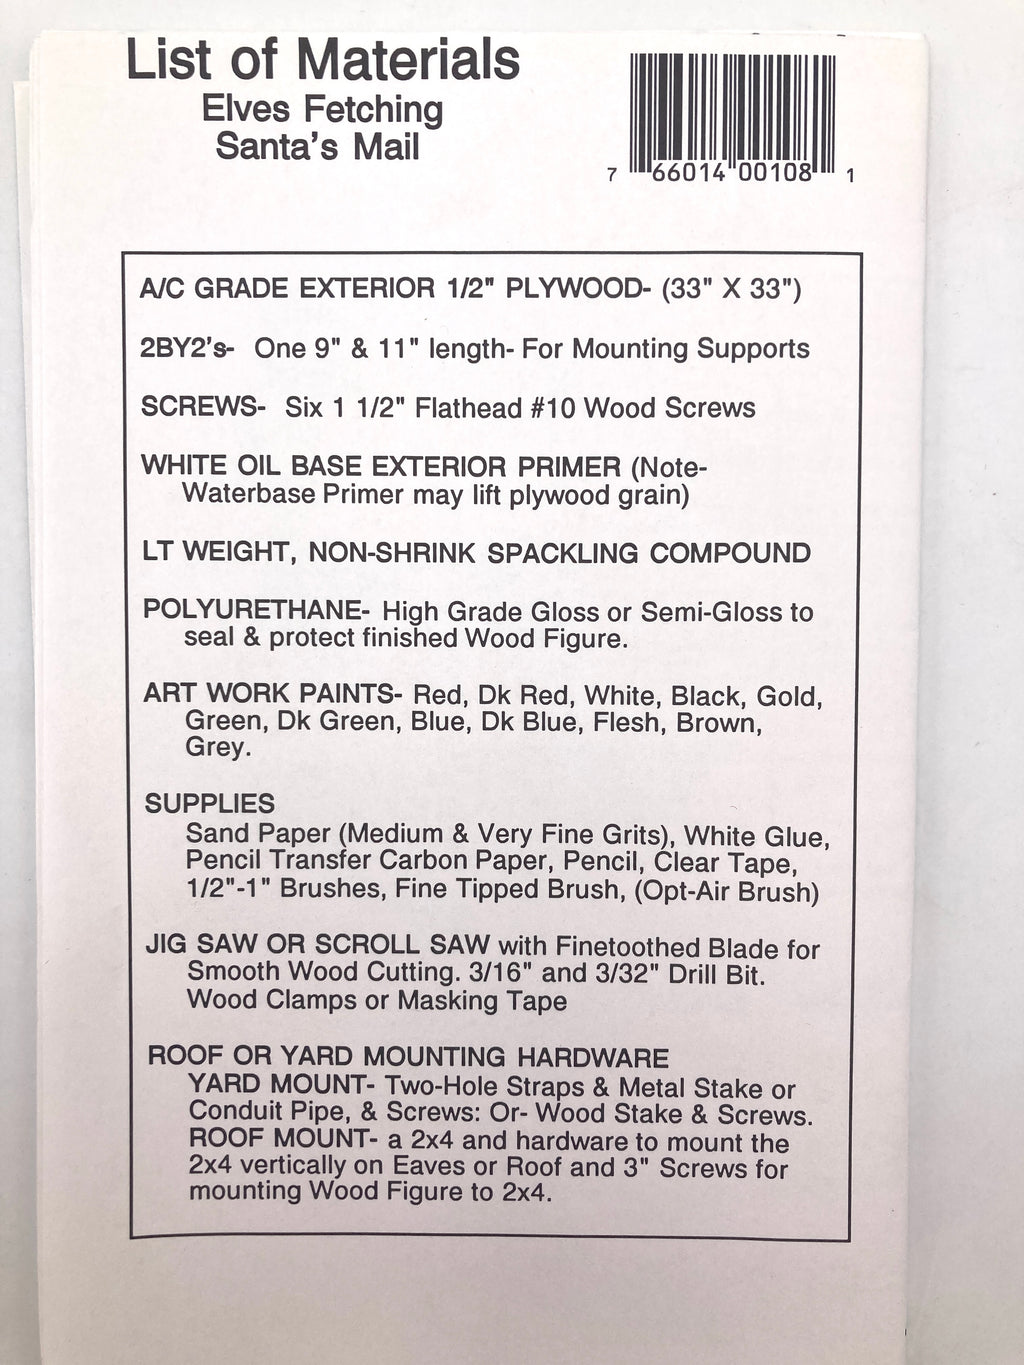 List of Materials
Elves Fetching
Santa's Mail
7 66014 00108 1
A/C GRADE EXTERIOR 1/2" PLYWOOD- (33" X 33")
2BY2's- One 9" & 11" length- For Mounting Supports
SCREWS- Six 1 1/2" Flathead #10 Wood Screws
WHITE OIL BASE EXTERIOR PRIMER (Note-
Waterbase Primer may lift plywood grain)
LT WEIGHT, NON-SHRINK SPACKLING COMPOUND
POLYURETHANE- High Grade Gloss or Semi-Gloss to
seal & protect finished Wood Figure.
ART WORK PAINTS- Red, Dk Red, White, Black, Gold,
Green, Dk Green, Blue, Dk Blue, Flesh, Brown,
Grey.
SUPPLIES
Sand Paper (Medium & Very Fine Grits), White Glue,
Pencil Transfer Carbon Paper, Pencil, Clear Tape,
1/2"-1" Brushes, Fine Tipped Brush, (Opt-Air Brush)
JIG SAW OR SCROLL SAW with Finetoothed Blade for
Smooth Wood Cutting. 3/16" and 3/32" Drill Bit.
Wood Clamps or Masking Tape
ROOF OR YARD MOUNTING HARDWARE
YARD MOUNT- Two-Hole Straps & Metal Stake or
Conduit Pipe, & Screws: Or- Wood Stake & Screws.
ROOF MOUNT- a 2x4 and hardware to mount the
2x4 vertically on Eaves or Roof and 3" Screws for
mounting Wood Figure to 2x4.